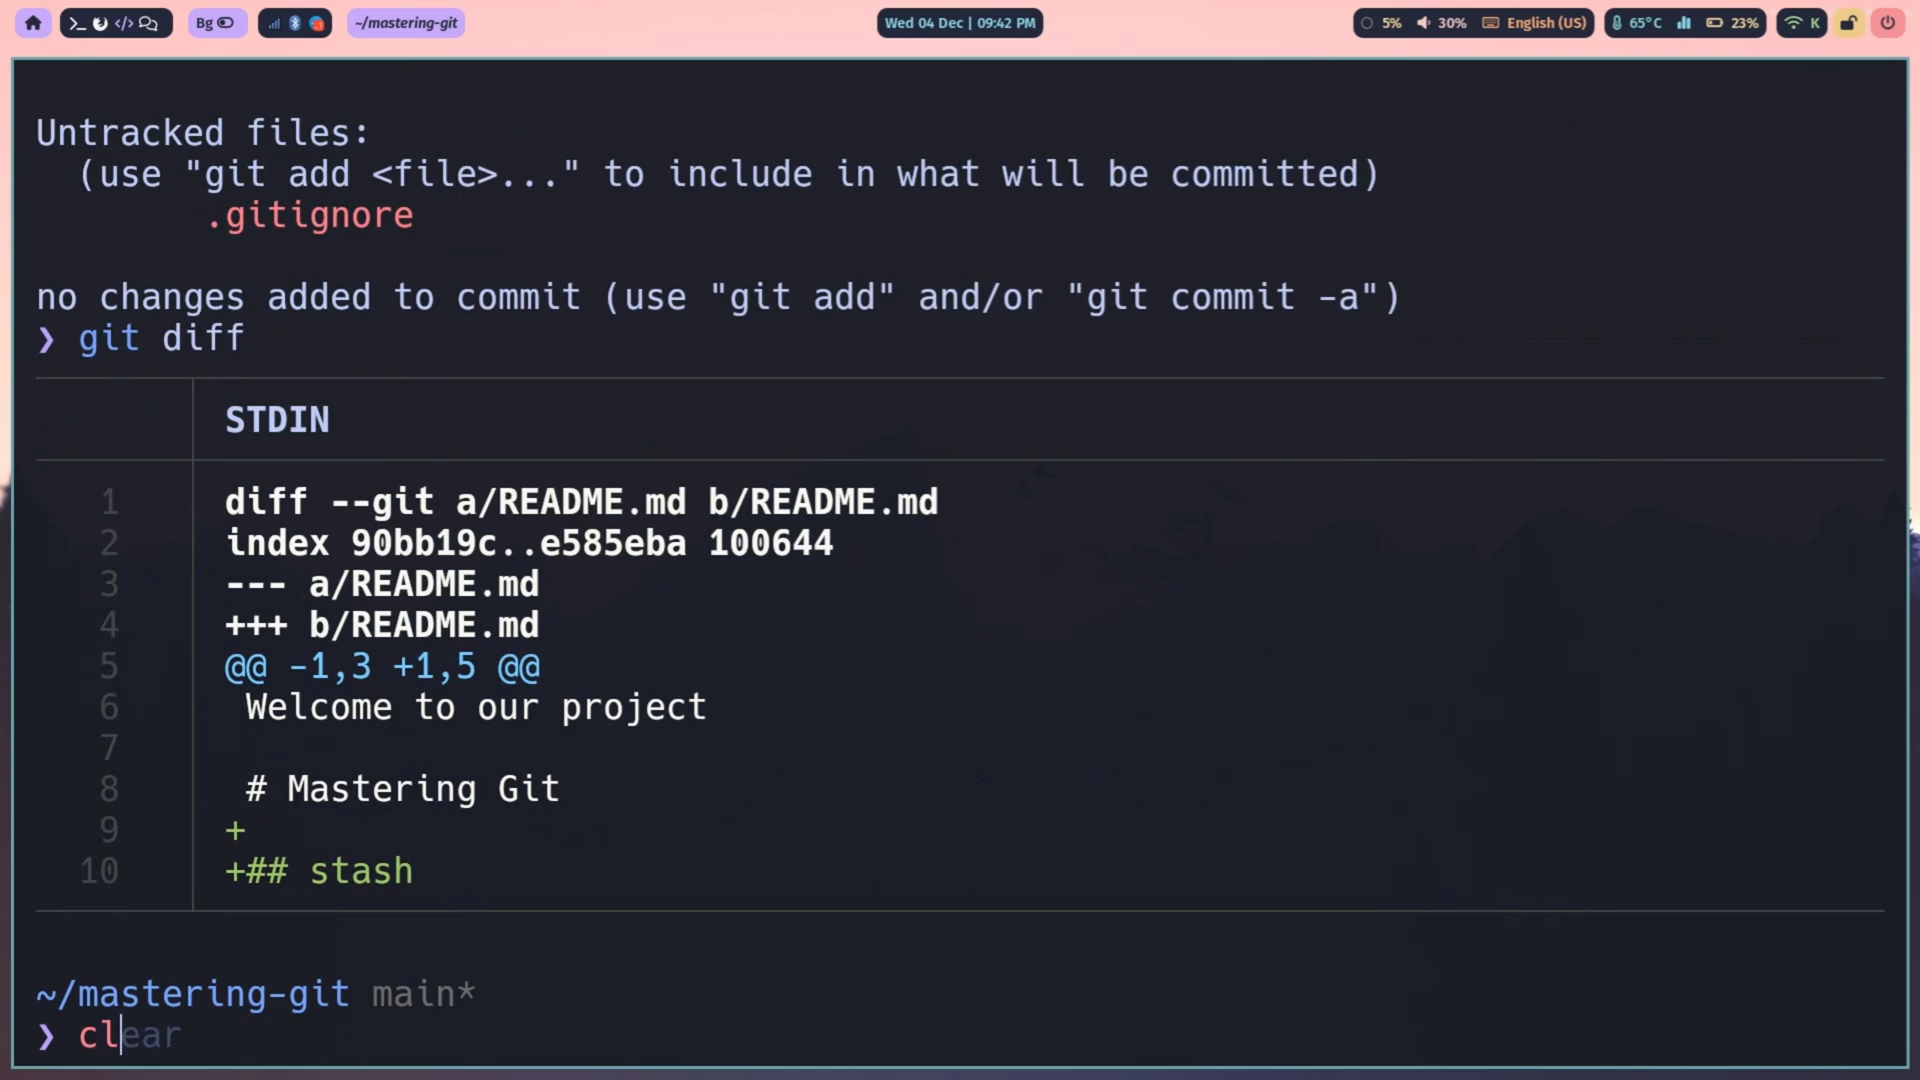 Bg
~/mastering-git
Wed 04 Dec | 09:42 PM
5% 30% English (US)
65°C 23%
K
Untracked files:
(use "git add <file>..." to include in what will be committed)
.gitignore
no changes added to commit (use "git add" and/or "git commit -a")
❯ git diff
STDIN
1 diff --git a/README.md b/README.md
2 index 90bb19c..e585eba 100644
3 --- a/README.md
4 +++ b/README.md
5 @@ -1,3 +1,5 @@
6 Welcome to our project
7
8 # Mastering Git
9 +
10 +## stash
~/mastering-git main*
❯ clear